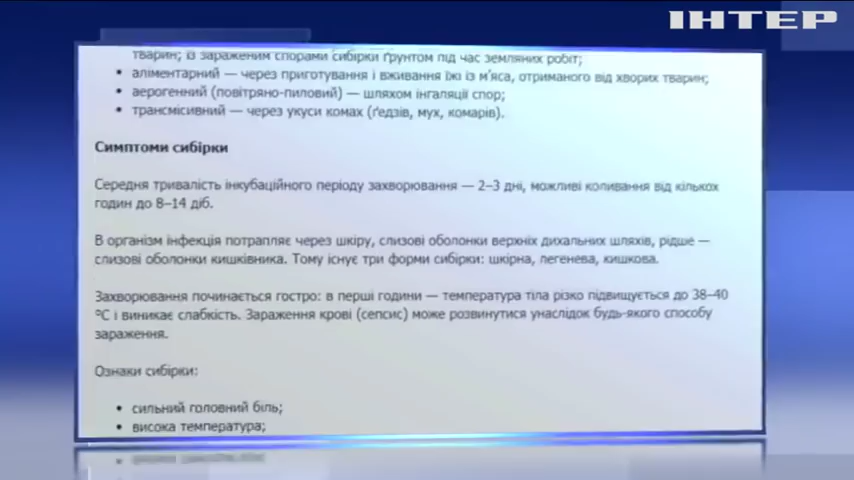 ІНТЕР
тварин; із зараженим спорами сибірки ґрунтом під час земляних робіт;
• аліментарний — через приготування і вживання їжі із м'яса, отриманого від хворих тварин;
• аерогенний (повітряно-пиловий) — шляхом інгаляції спор;
• трансмісивний — через укуси комах (ґедзів, мух, комарів).
Симптоми сибірки
Середня тривалість інкубаційного періоду захворювання — 2–3 дні, можливі коливання від кількох
годин до 8–14 діб.
В організм інфекція потрапляє через шкіру, слизові оболонки верхніх дихальних шляхів, рідше —
слизові оболонки кишківника. Тому існує три форми сибірки: шкірна, легенева, кишкова.
Захворювання починається гостро: в перші години — температура тіла різко підвищується до 38–40
°С і виникає слабкість. Зараження крові (сепсис) може розвинутися унаслідок будь-якого способу
зараження.
Ознаки сибірки:
• сильний головний біль;
• висока температура;